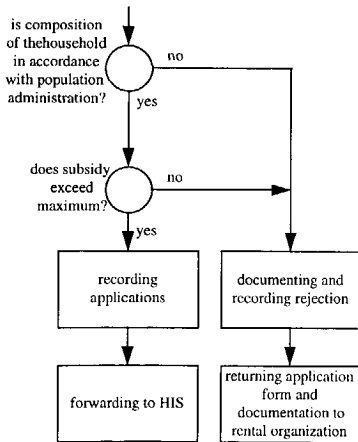 is composition
of thehousehold
in accordance
with population
administration?
no
yes
does subsidy
exceed
maximum?
no
yes
recording
applications
documenting and
recording rejection
forwarding to HIS
returning application
form and
documentation to
rental organization